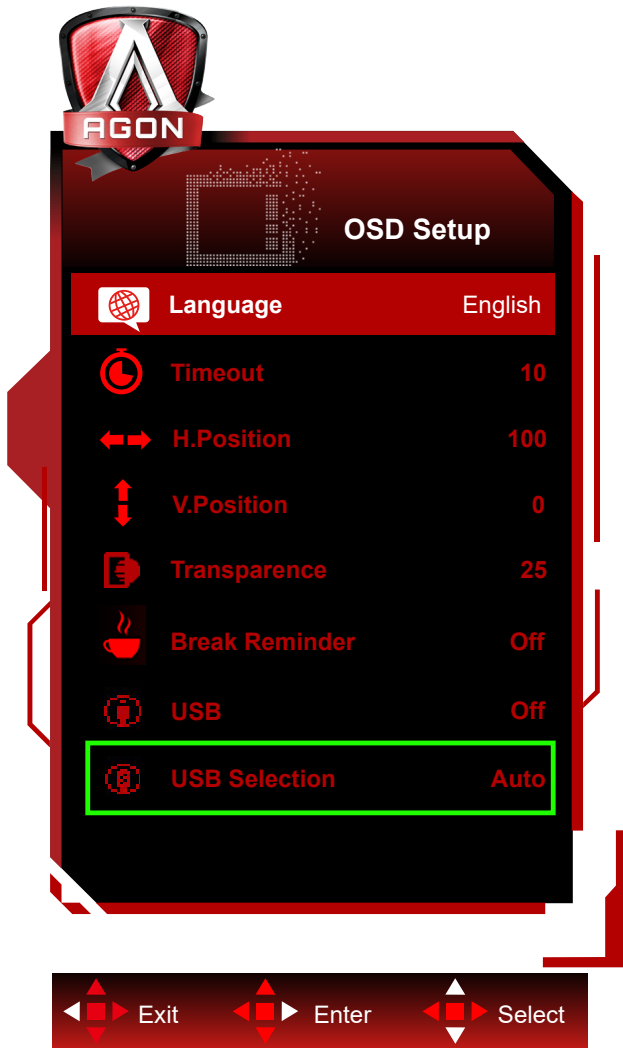 AGON
OSD Setup
Language English
Timeout 10
H.Position 100
V.Position 0
Transparence 25
Break Reminder Off
USB Off
USB Selection Auto
Exit Enter Select